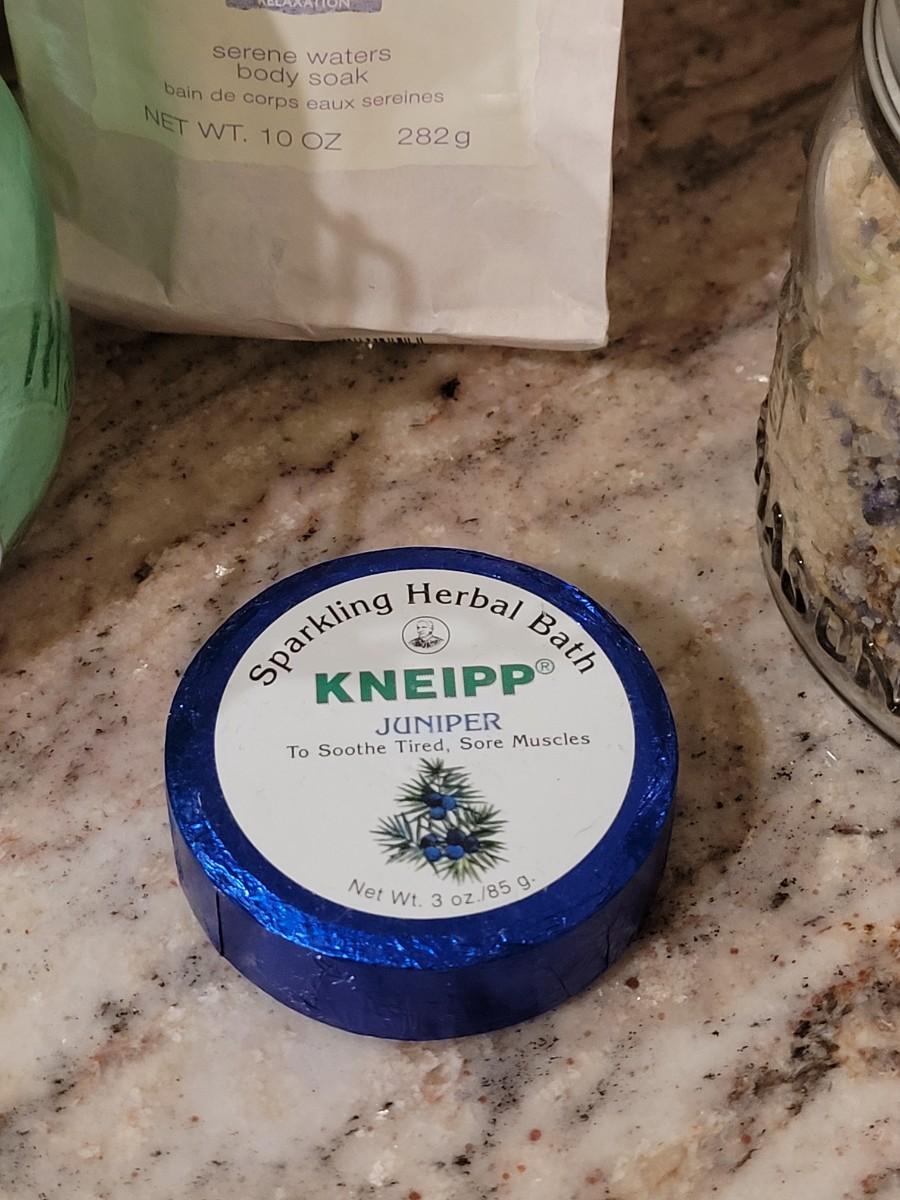 RELAXATION
serene waters
body soak
bain de corps eaux sereines
NET WT. 10 OZ 282g
Sparkling Herbal Bath
KNEIPP®
JUNIPER
To Soothe Tired, Sore Muscles
Net Wt. 3 oz./85 g.